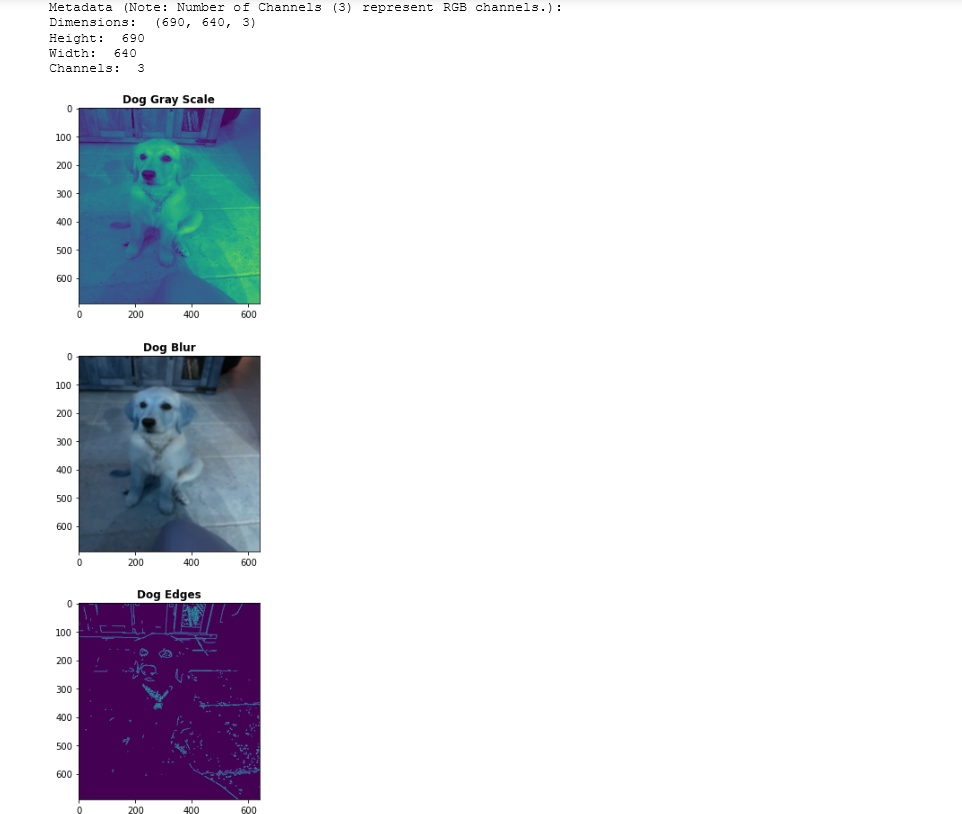 Metadata (Note: Number of Channels (3) represent RGB channels.):
Dimensions:  (690, 640, 3)
Height:  690
Width:  640
Channels:  3
Dog Gray Scale
0
100
200
300
400
500
600
0 200 400 600
Dog Blur
0
100
200
300
400
500
600
0 200 400 600
Dog Edges
0
100
200
300
400
500
600
0 200 400 600